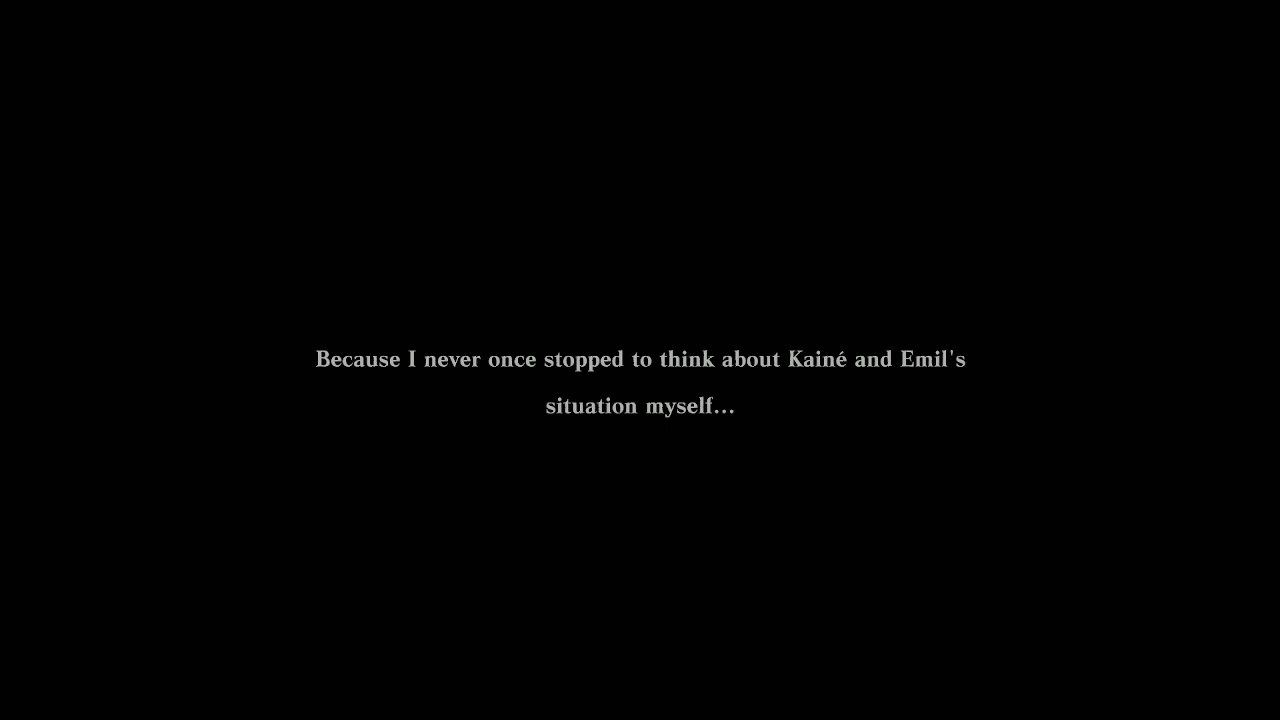 Because I never once stopped to think about Kainé and Emil's
situation myself...